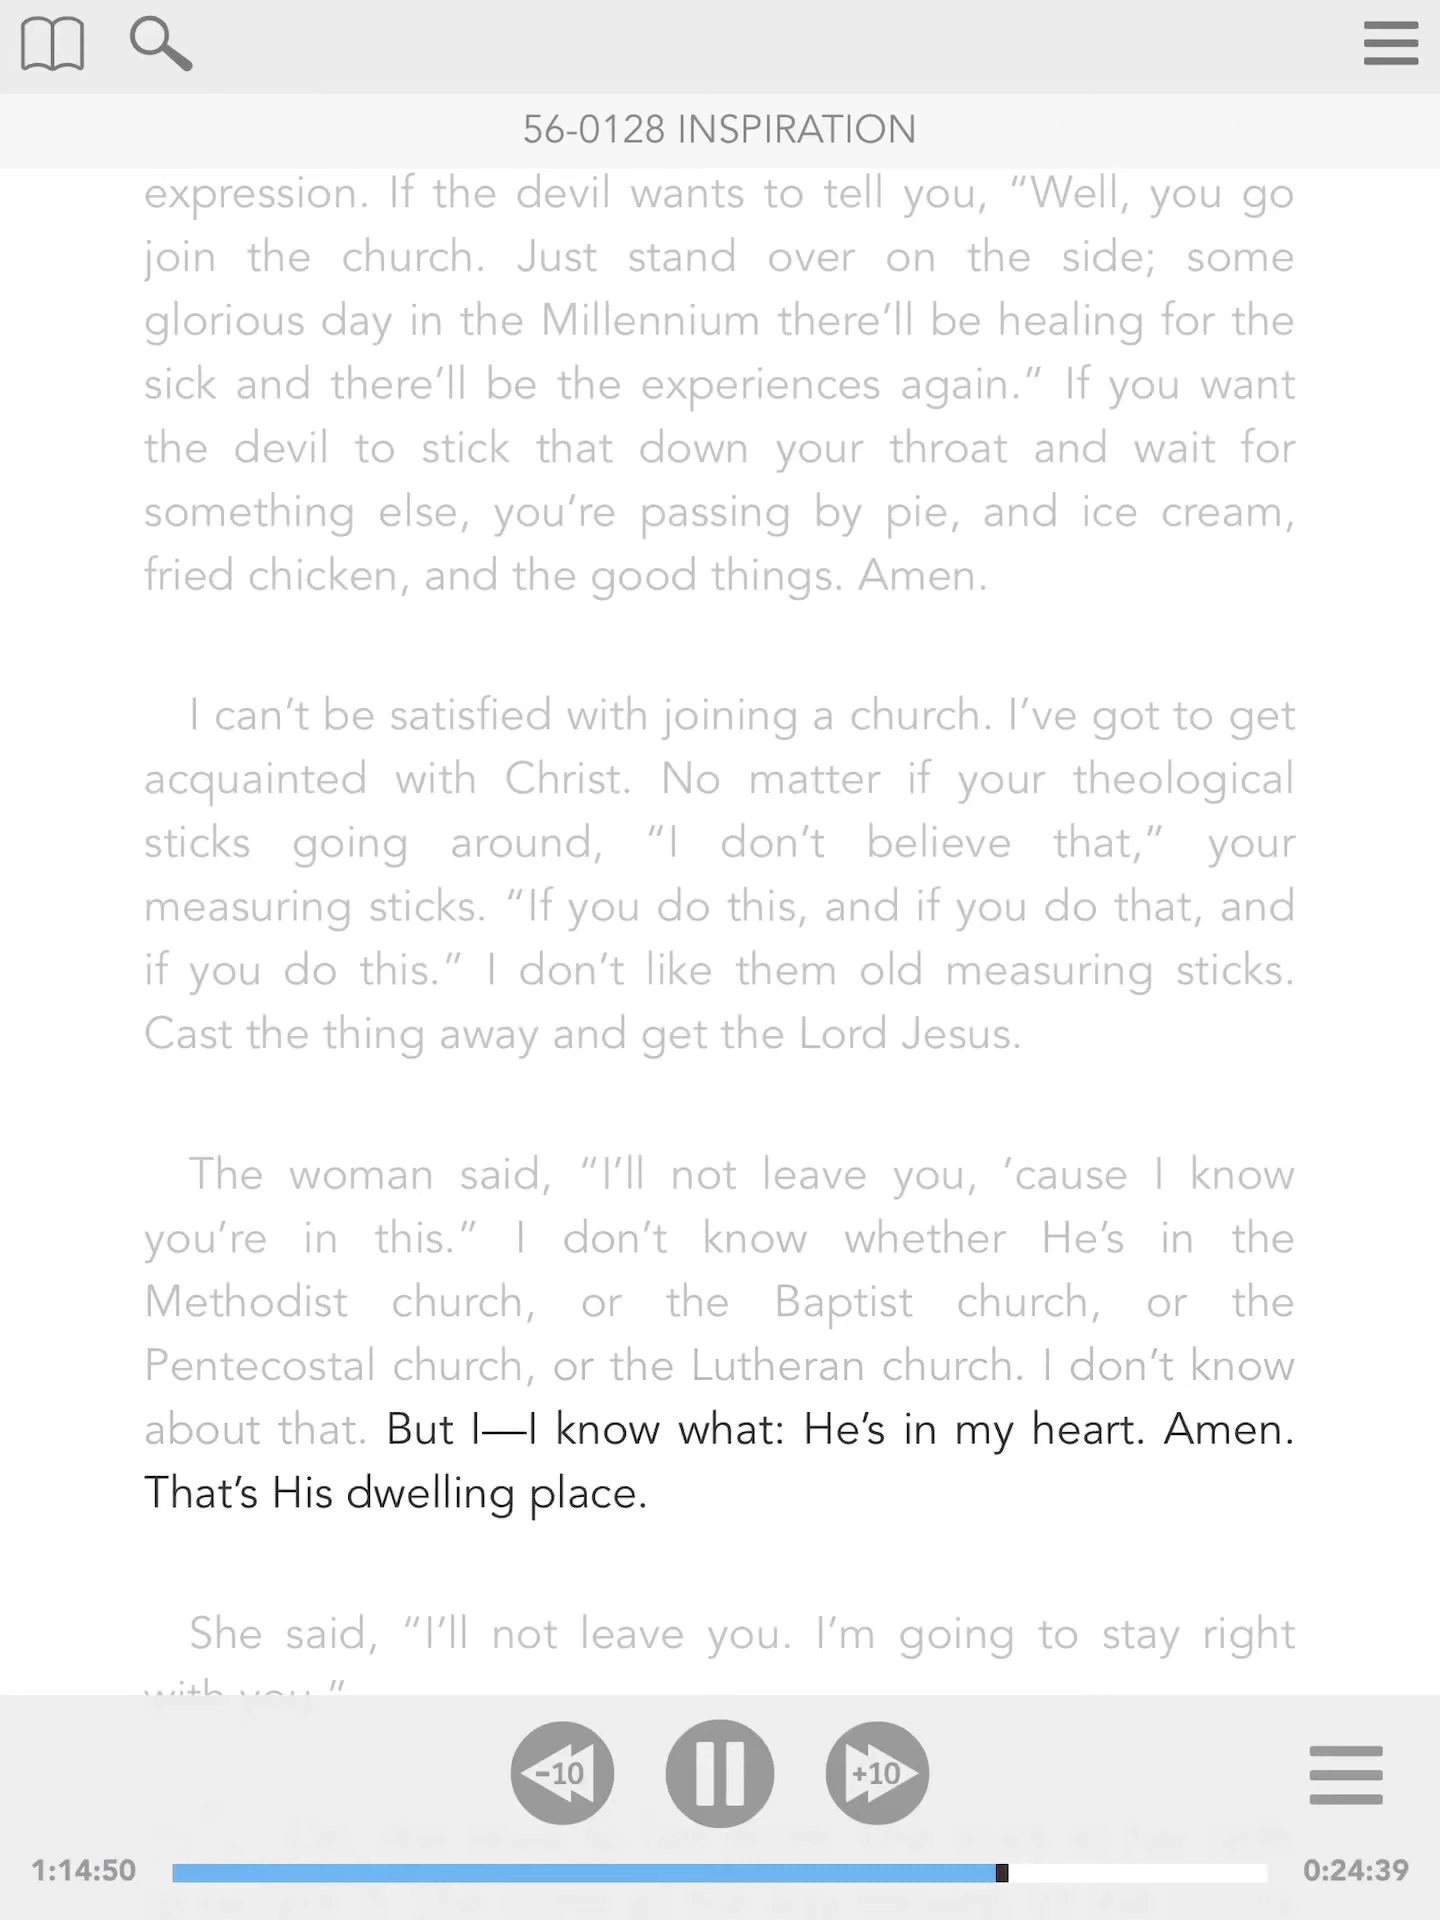 56-0128 INSPIRATION
expression. If the devil wants to tell you, “Well, you go
join the church. Just stand over on the side; some
glorious day in the Millennium there’ll be healing for the
sick and there’ll be the experiences again.” If you want
the devil to stick that down your throat and wait for
something else, you’re passing by pie, and ice cream,
fried chicken, and the good things. Amen.
I can’t be satisfied with joining a church. I’ve got to get
acquainted with Christ. No matter if your theological
sticks going around, “I don’t believe that,” your
measuring sticks. “If you do this, and if you do that, and
if you do this.” I don’t like them old measuring sticks.
Cast the thing away and get the Lord Jesus.
The woman said, “I’ll not leave you, ’cause I know
you’re in this.” I don’t know whether He’s in the
Methodist church, or the Baptist church, or the
Pentecostal church, or the Lutheran church. I don’t know
about that. But I—I know what: He’s in my heart. Amen.
That’s His dwelling place.
She said, “I’ll not leave you. I’m going to stay right
with you.”
-10 +10
1:14:50 0:24:39